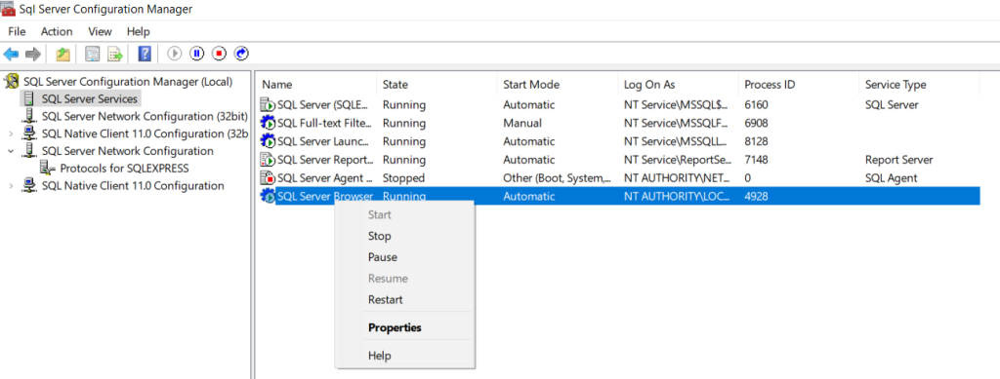 Sql Server Configuration Manager
File Action View Help
SQL Server Configuration Manager (Local)
SQL Server Services
SQL Server Network Configuration (32bit)
SQL Native Client 11.0 Configuration (32b
SQL Server Network Configuration
Protocols for SQLEXPRESS
SQL Native Client 11.0 Configuration
Name State Start Mode Log On As Process ID Service Type
SQL Server (SQLE... Running Automatic NT Service\MSSQL$... 6160 SQL Server
SQL Full-text Filte... Running Manual NT Service\MSSQLF... 6908
SQL Server Launc... Running Automatic NT Service\MSSQLL... 8128
SQL Server Report... Running Automatic NT Service\ReportSe... 7148 Report Server
SQL Server Agent ... Stopped Other (Boot, System,... NT AUTHORITY\NET... 0 SQL Agent
SQL Server Browser Running Automatic NT AUTHORITY\LOC... 4928
Start
Stop
Pause
Resume
Restart
Properties
Help